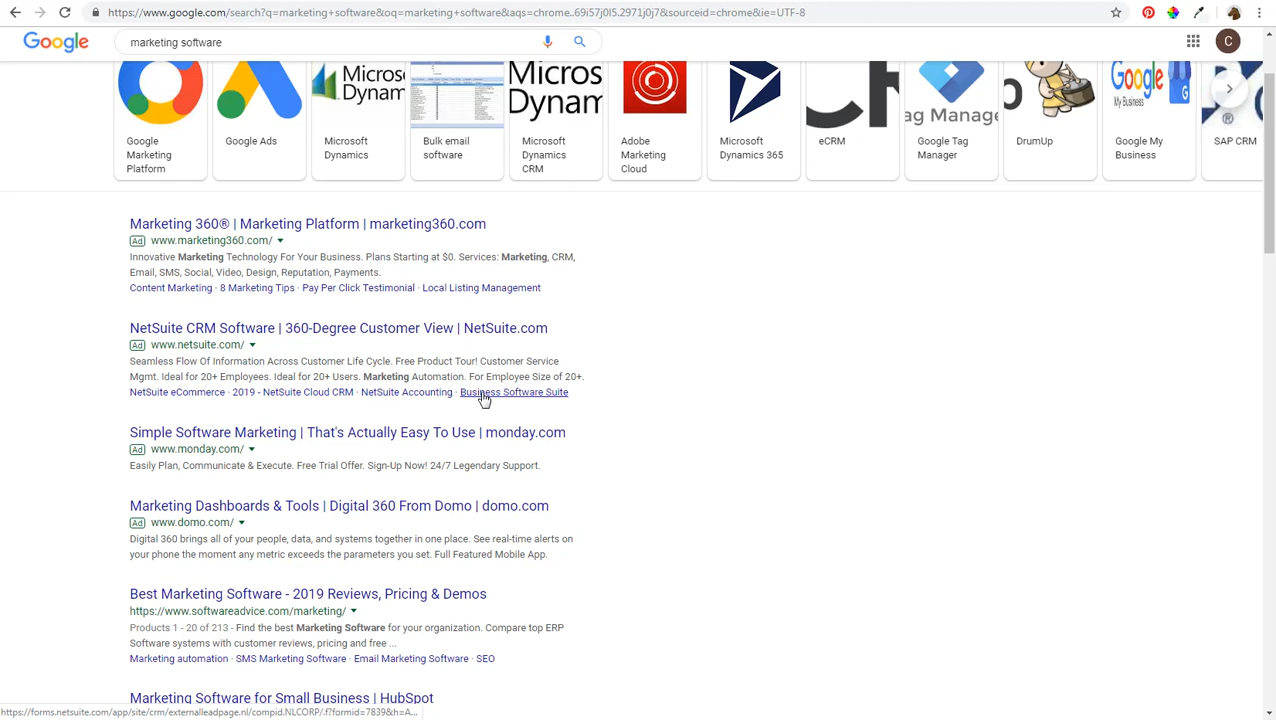 https://www.google.com/search?q=marketing+software&oq=marketing+software&aqs=chrome..69i57j0l5.2971j0j7&sourceid=chrome&ie=UTF-8
Google
marketing software
C
Microso
Dynam
Micros
Dynam
CR
ag Manage
Google
My Business
Google
Marketing
Platform
Google Ads
Microsoft
Dynamics
Bulk email
software
Microsoft
Dynamics
CRM
Adobe
Marketing
Cloud
Microsoft
Dynamics 365
eCRM
Google Tag
Manager
DrumUp
Google My
Business
SAP CRM
Marketing 360® | Marketing Platform | marketing360.com
Ad www.marketing360.com/
Innovative Marketing Technology For Your Business. Plans Starting at $0. Services: Marketing, CRM,
Email, SMS, Social, Video, Design, Reputation, Payments.
Content Marketing · 8 Marketing Tips · Pay Per Click Testimonial · Local Listing Management
NetSuite CRM Software | 360-Degree Customer View | NetSuite.com
Ad www.netsuite.com/
Seamless Flow Of Information Across Customer Life Cycle. Free Product Tour! Customer Service
Mgmt. Ideal for 20+ Employees. Ideal for 20+ Users. Marketing Automation. For Employee Size of 20+.
NetSuite eCommerce · 2019 - NetSuite Cloud CRM · NetSuite Accounting · Business Software Suite
Simple Software Marketing | That's Actually Easy To Use | monday.com
Ad www.monday.com/
Easily Plan, Communicate & Execute. Free Trial Offer. Sign-Up Now! 24/7 Legendary Support.
Marketing Dashboards & Tools | Digital 360 From Domo | domo.com
Ad www.domo.com/
Digital 360 brings all of your people, data, and systems together in one place. See real-time alerts on
your phone the moment any metric exceeds the parameters you set. Full Featured Mobile App.
Best Marketing Software - 2019 Reviews, Pricing & Demos
https://www.softwareadvice.com/marketing/
Products 1 - 20 of 213 - Find the best Marketing Software for your organization. Compare top ERP
Software systems with customer reviews, pricing and free ...
Marketing automation · SMS Marketing Software · Email Marketing Software · SEO
Marketing Software for Small Business | HubSpot
https://forms.netsuite.com/app/site/crm/externalleadpage.nl/compid.NLCORP/.f?formid=7839&h=A...